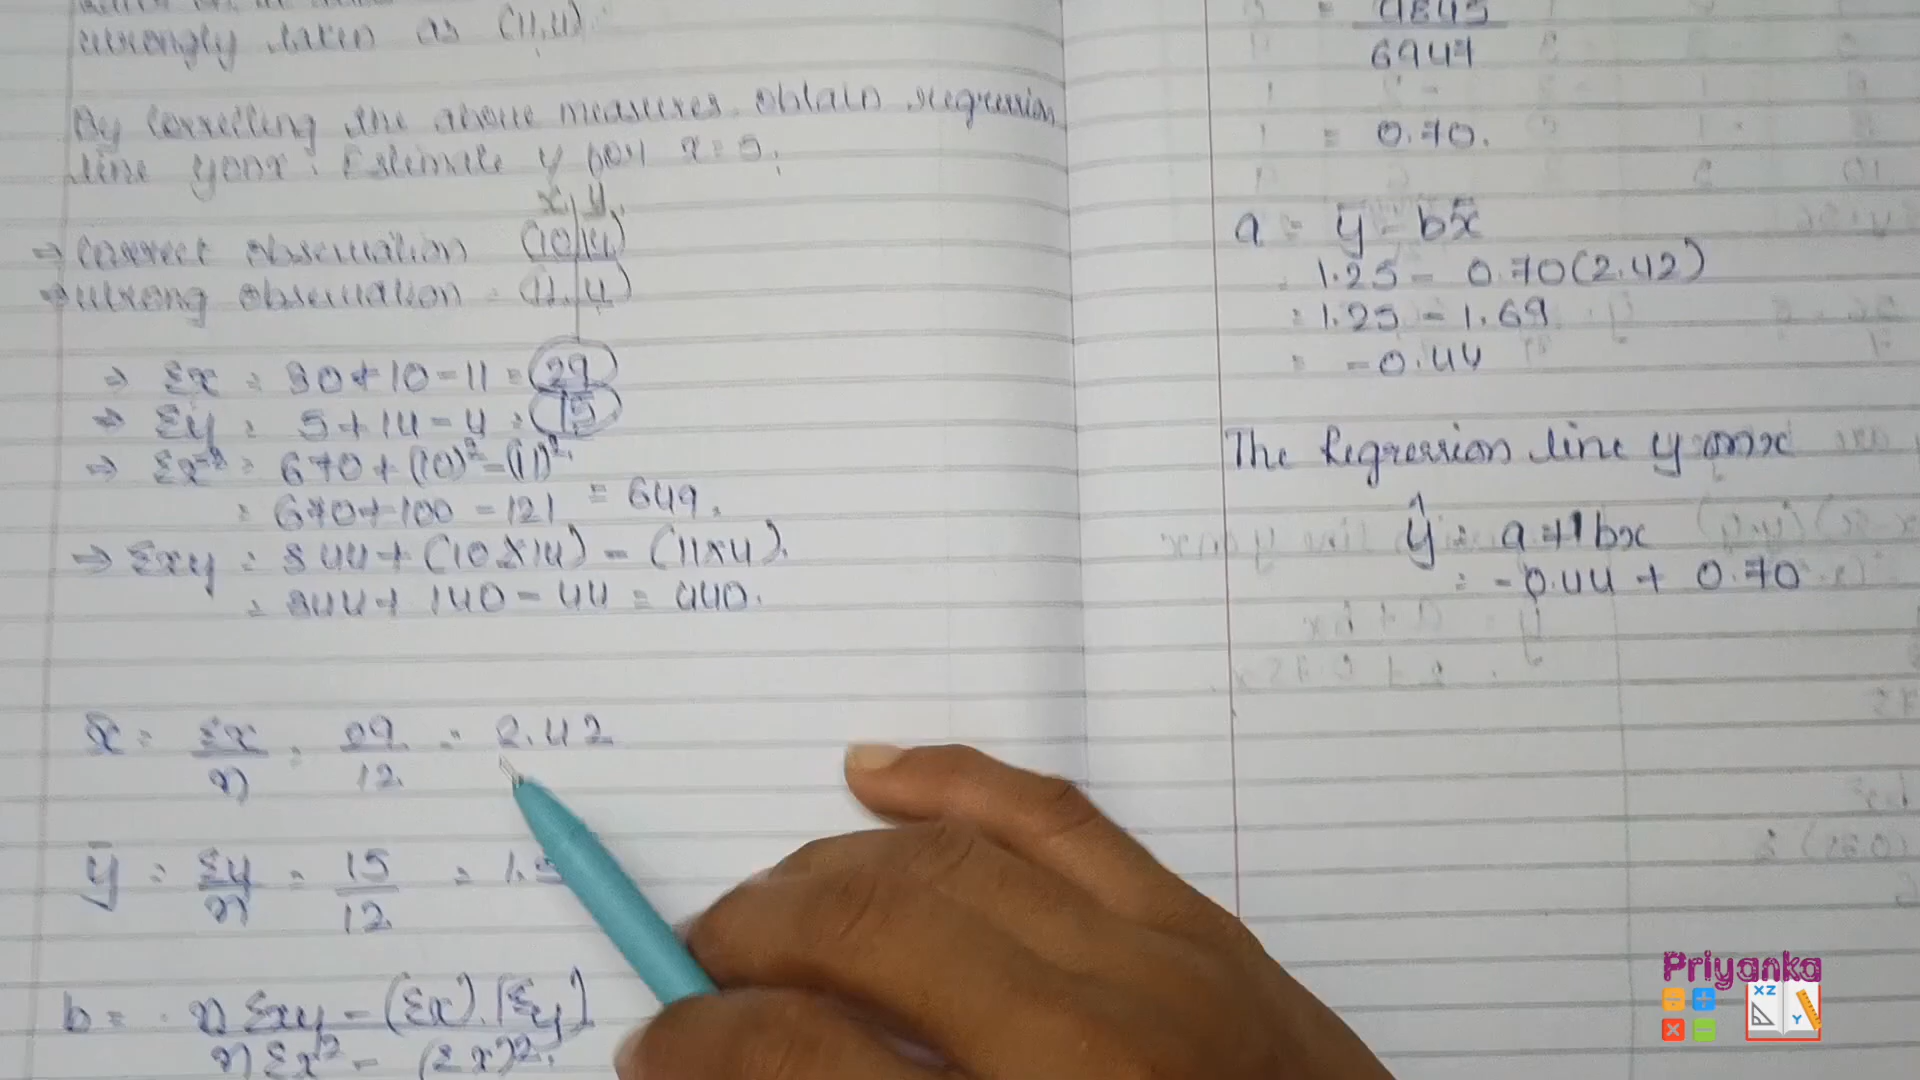 wrongly taken as (11,4).
By correcting the above measures, obtain regression
line y on x. Estimate y for x = 5.
x, y
⇒ Correct observation (10,14)
⇒ wrong observation = (11, 4)
⇒ Σx = 30+10-11 = 29
⇒ Σy = 5+14-4 = 15
⇒ Σx² = 670+(10)²-(11)².
= 670+100-121 = 649.
⇒ Σxy = 344+(10×14)-(11×4).
= 344+140-44 = 440.
x̄ = Σx/n = 29/12 = 2.42
ȳ = Σy/n = 15/12 = 1.
b = nΣxy-(Σx).(Σy)
nΣx²-(Σx)².
= 4845
6947
= 0.70.
a = ȳ - bx̄
= 1.25 - 0.70(2.42)
= 1.25 - 1.69
= -0.44
The Regression line y on x
ŷ = a + bx
= -0.44 + 0.70
Priyanka
XZ
Y